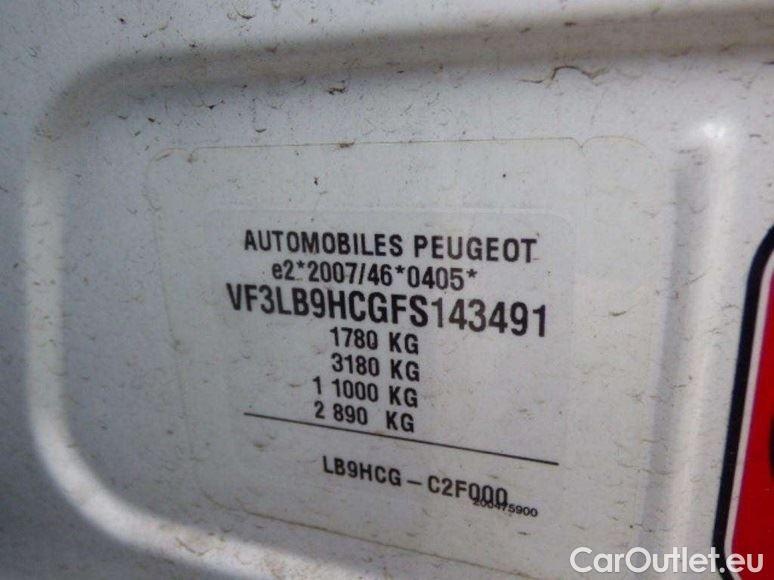 AUTOMOBILES PEUGEOT
e2*2007/46*0405*
VF3LB9HCGFS143491
1780 KG
3180 KG
1 1000 KG
2 890 KG
LB9HCG – C2F000
200475900
CarOutlet.eu